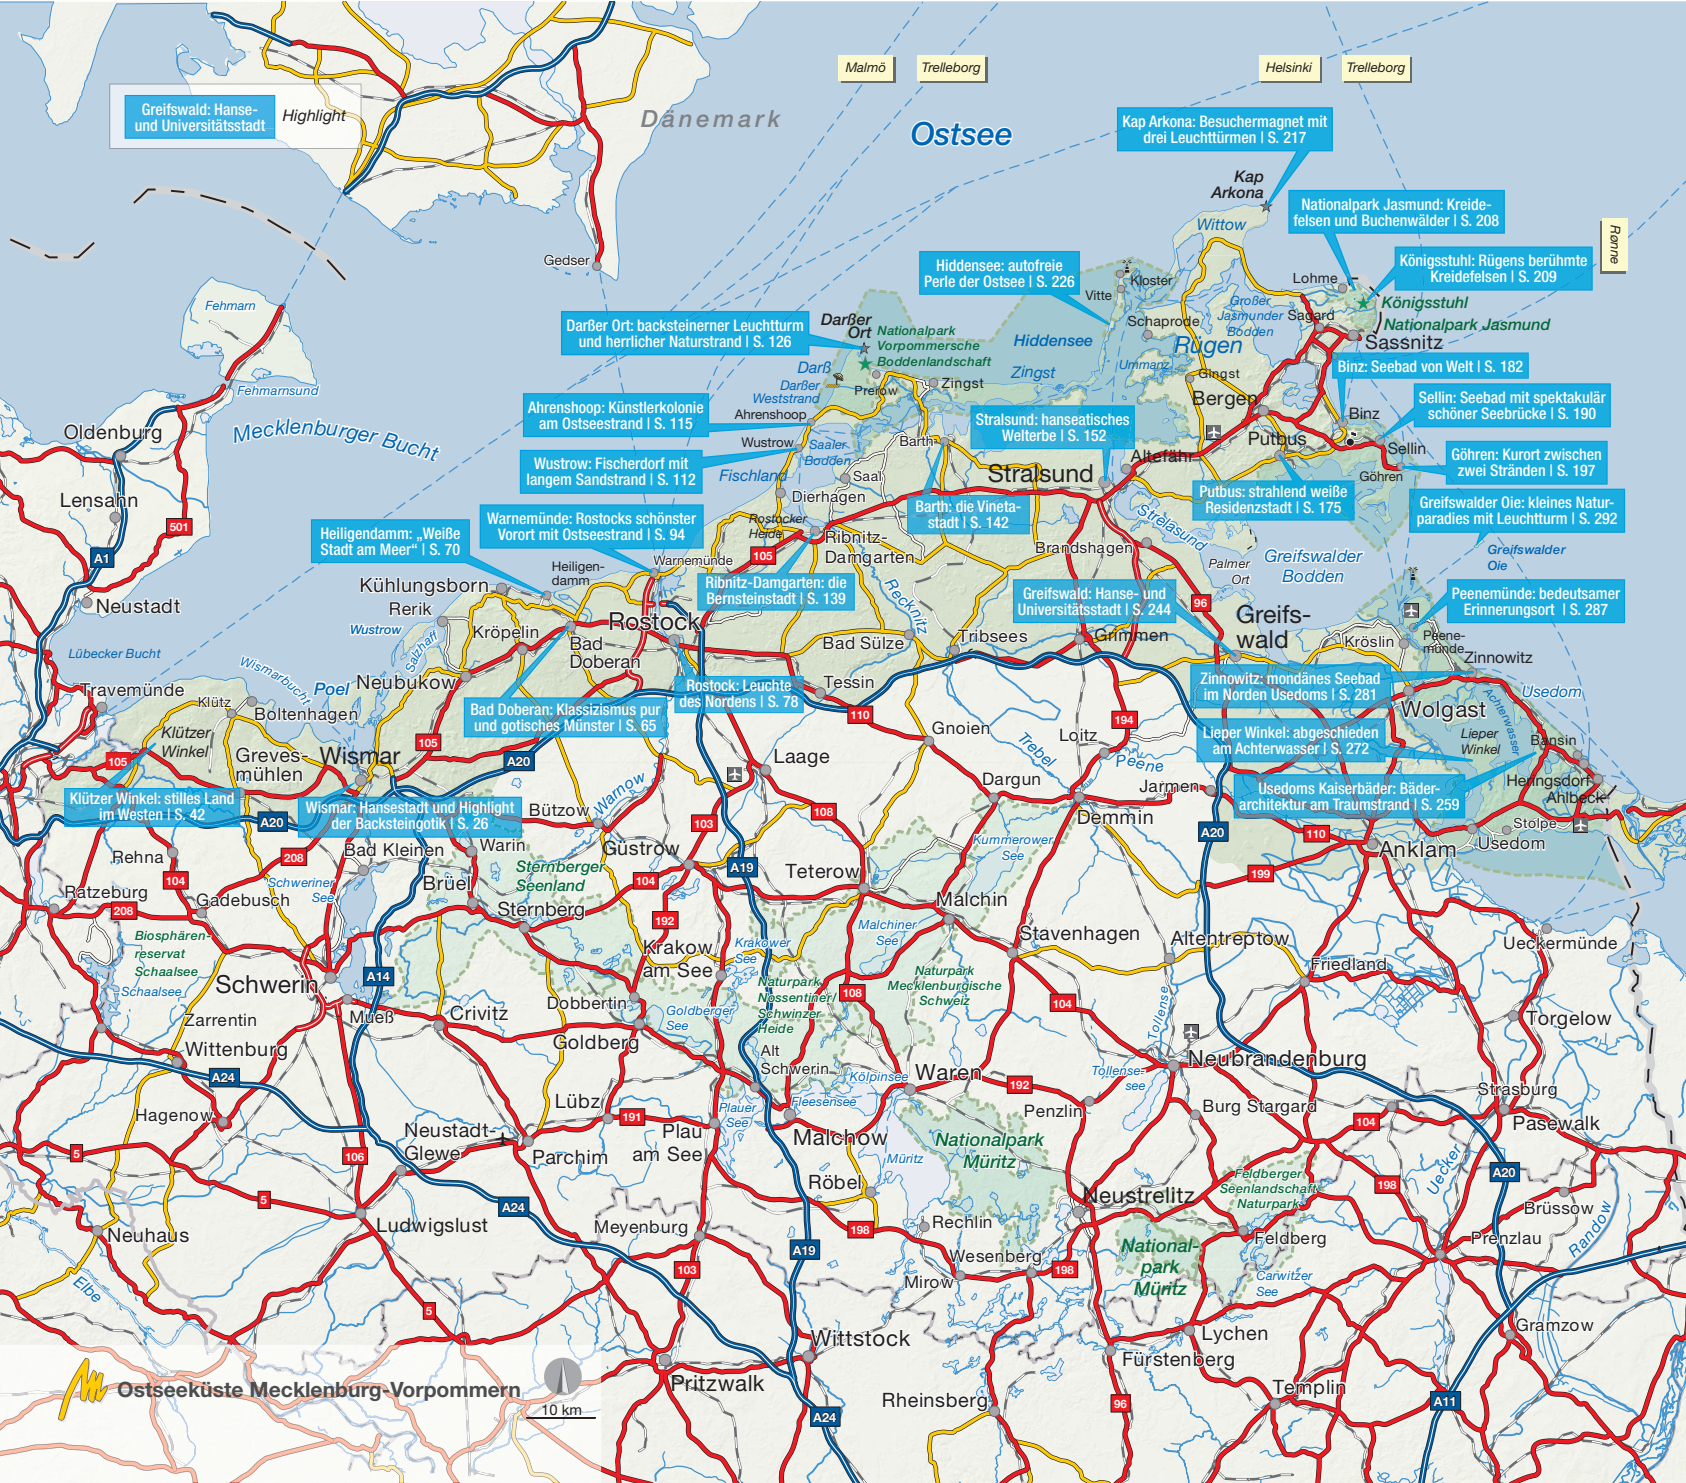 Malmö
Trelleborg
Helsinki
Trelleborg
Greifswald: Hanse-
und Universitätsstadt
Highlight
Dänemark
Ostsee
Kap Arkona: Besuchermagnet mit
drei Leuchttürmen | S. 217
Kap
Arkona
Nationalpark Jasmund: Kreide-
felsen und Buchenwälder | S. 208
Wittow
Rønne
Gedser
Hiddensee: autofreie
Perle der Ostsee | S. 226
Königsstuhl: Rügens berühmte
Kreidefelsen | S. 209
Kloster
Vitte
Lohme
Königsstuhl
Nationalpark Jasmund
Fehmarn
Großer
Jasmunder
Bodden
Sagard
Sassnitz
Schaprode
Rügen
Hiddensee
Ummanz
Darßer Ort: backsteinerner Leuchtturm
und herrlicher Naturstrand | S. 126
Darßer
Ort
Nationalpark
Vorpommersche
Boddenlandschaft
Darß
Darßer
Weststrand
Prerow
Zingst
Zingst
Gingst
Binz: Seebad von Welt | S. 182
Fehmarnsund
Bergen
Sellin: Seebad mit spektakulär
schöner Seebrücke | S. 190
Ahrenshoop: Künstlerkolonie
am Ostseestrand | S. 115
Ahrenshoop
Stralsund: hanseatisches
Welterbe | S. 152
Binz
Oldenburg
Mecklenburger Bucht
Wustrow
Saaler
Bodden
Barth
Putbus
Sellin
Altefähr
Göhren: Kurort zwischen
zwei Stränden | S. 197
Göhren
Wustrow: Fischerdorf mit
langem Sandstrand | S. 112
Fischland
Saal
Stralsund
Lensahn
Dierhagen
Putbus: strahlend weiße
Residenzstadt | S. 175
Greifswalder Oie: kleines Natur-
paradies mit Leuchtturm | S. 292
Barth: die Vineta-
stadt | S. 142
Strelasund
501
Warnemünde: Rostocks schönster
Vorort mit Ostseestrand | S. 94
Rostocker
Heide
Heiligendamm: „Weiße
Stadt am Meer“ | S. 70
Ribnitz-
Damgarten
105
Brandshagen
Greifswalder
Bodden
Greifswalder
Oie
A1
Heiligen-
damm
Warnemünde
Palmer
Ort
Kühlungsborn
Rerik
Ribnitz-Damgarten: die
Bernsteinstadt | S. 139
Recknitz
Greifswald: Hanse- und
Universitätsstadt | S. 244
96
Peenemünde: bedeutsamer
Erinnerungsort | S. 287
Neustadt
Wustrow
Salzhaff
Kröpelin
Rostock
Bad
Doberan
Bad Sülze
Tribsees
Grimmen
Greifs-
wald
Kröslin
Peene-
münde
Zinnowitz
Lübecker Bucht
Wismarbucht
Poel
Neubukow
Tessin
Rostock: Leuchte
des Nordens | S. 78
Zinnowitz: mondänes Seebad
im Norden Usedoms | S. 281
Usedom
Achterwasser
Travemünde
Klütz
Boltenhagen
Bad Doberan: Klassizismus pur
und gotisches Münster | S. 65
110
194
Wolgast
Klützer
Winkel
Gnoien
Loitz
Lieper Winkel: abgeschieden
am Achterwasser | S. 272
Lieper
Winkel
Bansin
105
Greves-
mühlen
Wismar
105
A20
Laage
Trebel
Peene
Heringsdorf
Ahlbeck
Klützer Winkel: stilles Land
im Westen | S. 42
Wismar: Hansestadt und Highlight
der Backsteingotik | S. 26
A20
Bützow
Warnow
103
108
Dargun
Demmin
Jarmen
Usedoms Kaiserbäder: Bäder-
architektur am Traumstrand | S. 259
A20
110
Stolpe
Usedom
Rehna
208
Bad Kleinen
Warin
Güstrow
Kummerower
See
Anklam
104
Schweriner
See
Brüel
Sternberger
Seenland
104
A19
Teterow
199
Ratzeburg
208
Gadebusch
Sternberg
192
Malchin
Biosphären-
reservat
Schaalsee
Schaalsee
Krakow
am See
Krakower
See
Malchiner
See
Stavenhagen
Altentreptow
Ueckermünde
Schwerin
A14
Naturpark
Nossentiner/
Schwinzer
Heide
108
Naturpark
Mecklenburgische
Schweiz
104
Friedland
Zarrentin
Mueß
Crivitz
Dobbertin
Goldberger
See
Goldberg
Tollense
Torgelow
Wittenburg
Alt
Schwerin
Neubrandenburg
A24
Kölpinsee
Waren
192
Tollense-
see
Strasburg
Hagenow
Lübz
191
Plauer
See
Fleesensee
Penzlin
Burg Stargard
104
Pasewalk
5
Neustadt-
Glewe
Plau
am See
Malchow
Parchim
106
Nationalpark
Müritz
Müritz
Uecker
A20
5
Röbel
Neustrelitz
Feldberger
Seenlandschaft
Naturpark
198
Brüssow
A24
Ludwigslust
Meyenburg
198
Rechlin
Feldberg
Neuhaus
Randow
A19
Wesenberg
National-
park
Müritz
Prenzlau
103
Mirow
198
Carwitzer
See
Elbe
5
Wittstock
Lychen
Gramzow
Fürstenberg
Ostseeküste Mecklenburg-Vorpommern
10 km
Pritzwalk
Rheinsberg
Templin
96
A11
A24